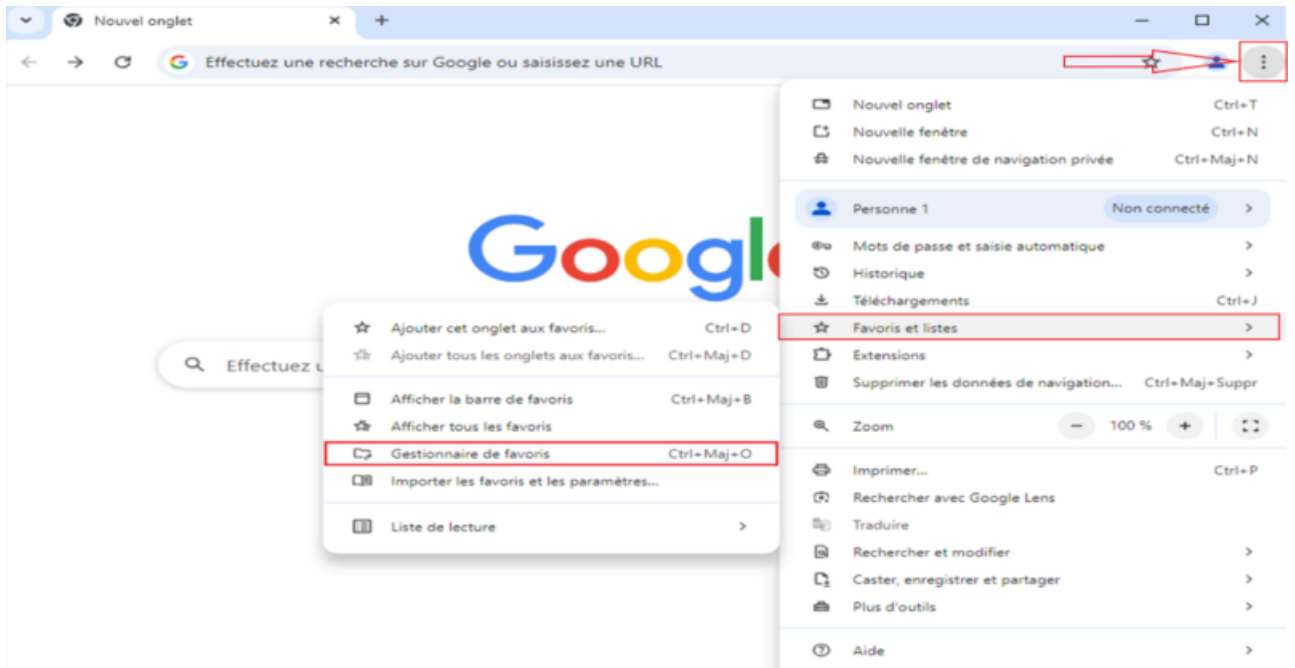 Nouvel onglet
Effectuez une recherche sur Google ou saisissez une URL
Nouvel onglet Ctrl+T
Nouvelle fenêtre Ctrl+N
Nouvelle fenêtre de navigation privée Ctrl+Maj+N
Personne 1 Non connecté
Mots de passe et saisie automatique
Historique
Téléchargements Ctrl+J
Favoris et listes
Extensions
Supprimer les données de navigation... Ctrl+Maj+Suppr
Zoom 100 %
Imprimer... Ctrl+P
Rechercher avec Google Lens
Traduire
Rechercher et modifier
Caster, enregistrer et partager
Plus d'outils
Aide
Googl
Effectuez u
Ajouter cet onglet aux favoris... Ctrl+D
Ajouter tous les onglets aux favoris... Ctrl+Maj+D
Afficher la barre de favoris Ctrl+Maj+B
Afficher tous les favoris
Gestionnaire de favoris Ctrl+Maj+O
Importer les favoris et les paramètres...
Liste de lecture